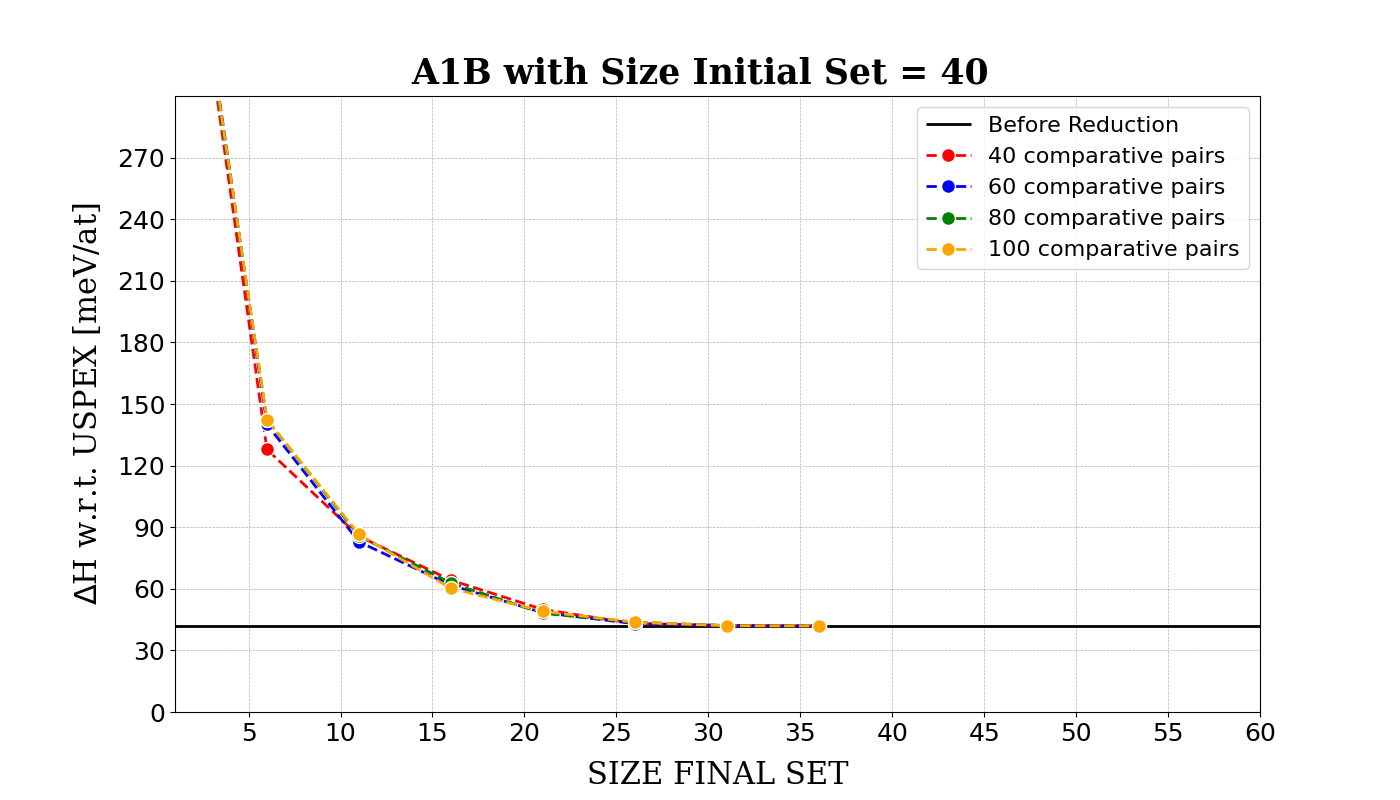 A1B with Size Initial Set = 40
Before Reduction
40 comparative pairs
60 comparative pairs
80 comparative pairs
100 comparative pairs
ΔH w.r.t. USPEX [meV/at]
270
240
210
180
150
120
90
60
30
0
5 10 15 20 25 30 35 40 45 50 55 60
SIZE FINAL SET